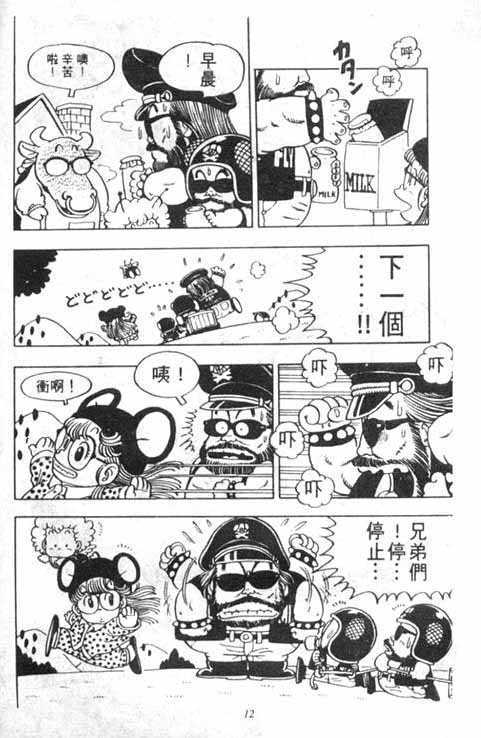 呼
呼
カタン
MILK
MILK
早晨
！
噢！
辛苦！
啦
下一個
……!!
どどどどど……
咦！
衝啊！
吓
吓
吓
吓
兄弟們
！停…
停止…
12